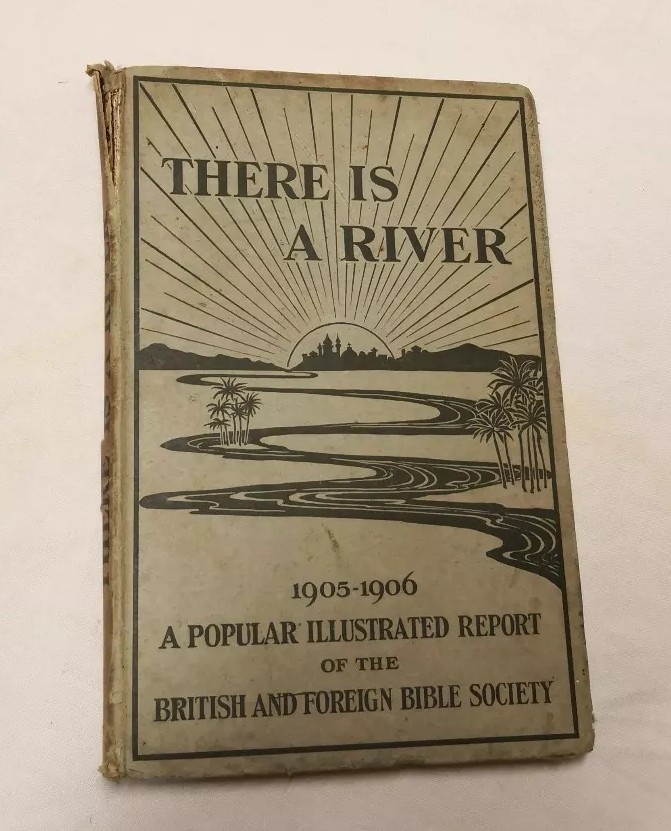 THERE IS
A RIVER
1905-1906
A POPULAR ILLUSTRATED REPORT
OF THE
BRITISH AND FOREIGN BIBLE SOCIETY